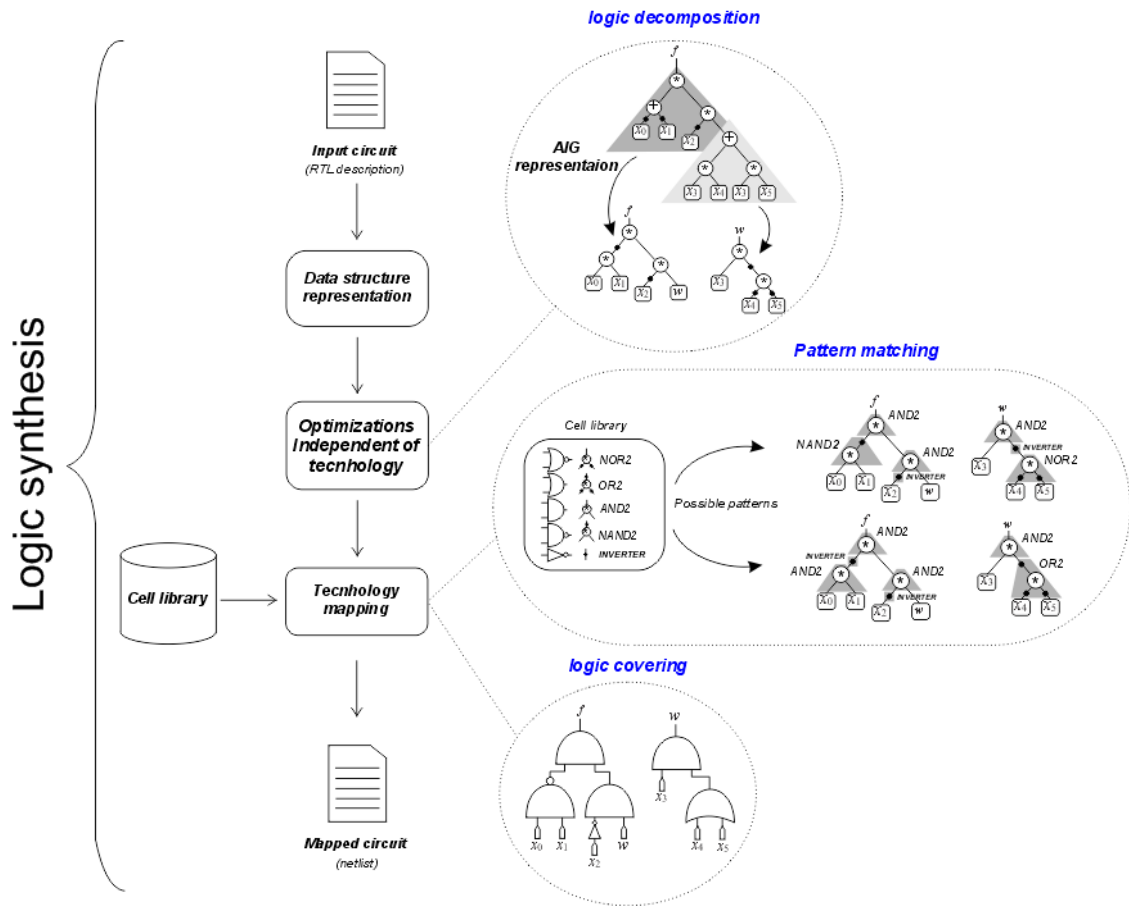 Logic synthesis
Input circuit
(RTL description)
Data structure
representation
Optimizations
Independent of
tecnhology
Cell library
Tecnhology
mapping
Mapped circuit
(netlist)
logic decomposition
f
*
+
*
x0
x1
x2
+
AIG
representaion
*
*
x3
x4
x3
x5
f
*
*
*
x0
x1
x2
w
w
*
x3
*
x4
x5
Pattern matching
Cell library
NOR2
OR2
AND2
NAND2
INVERTER
Possible patterns
f
AND2
*
NAND2
*
AND2
*
INVERTER
x0
x1
x2
w
w
AND2
*
INVERTER
x3
*
NOR2
x4
x5
f
AND2
*
INVERTER
AND2
*
AND2
*
INVERTER
x0
x1
x2
w
w
AND2
*
OR2
x3
*
x4
x5
logic covering
f
x0
x1
x2
w
w
x3
x4
x5